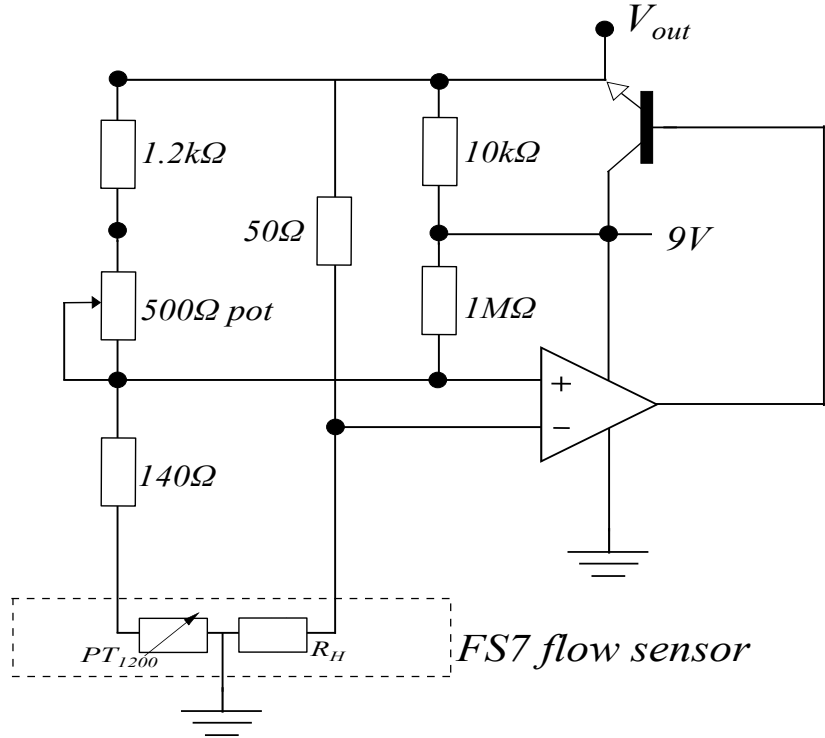 V_out
1.2kΩ
10kΩ
50Ω
9V
500Ω pot
1MΩ
+
−
140Ω
PT_1200
R_H
FS7 flow sensor